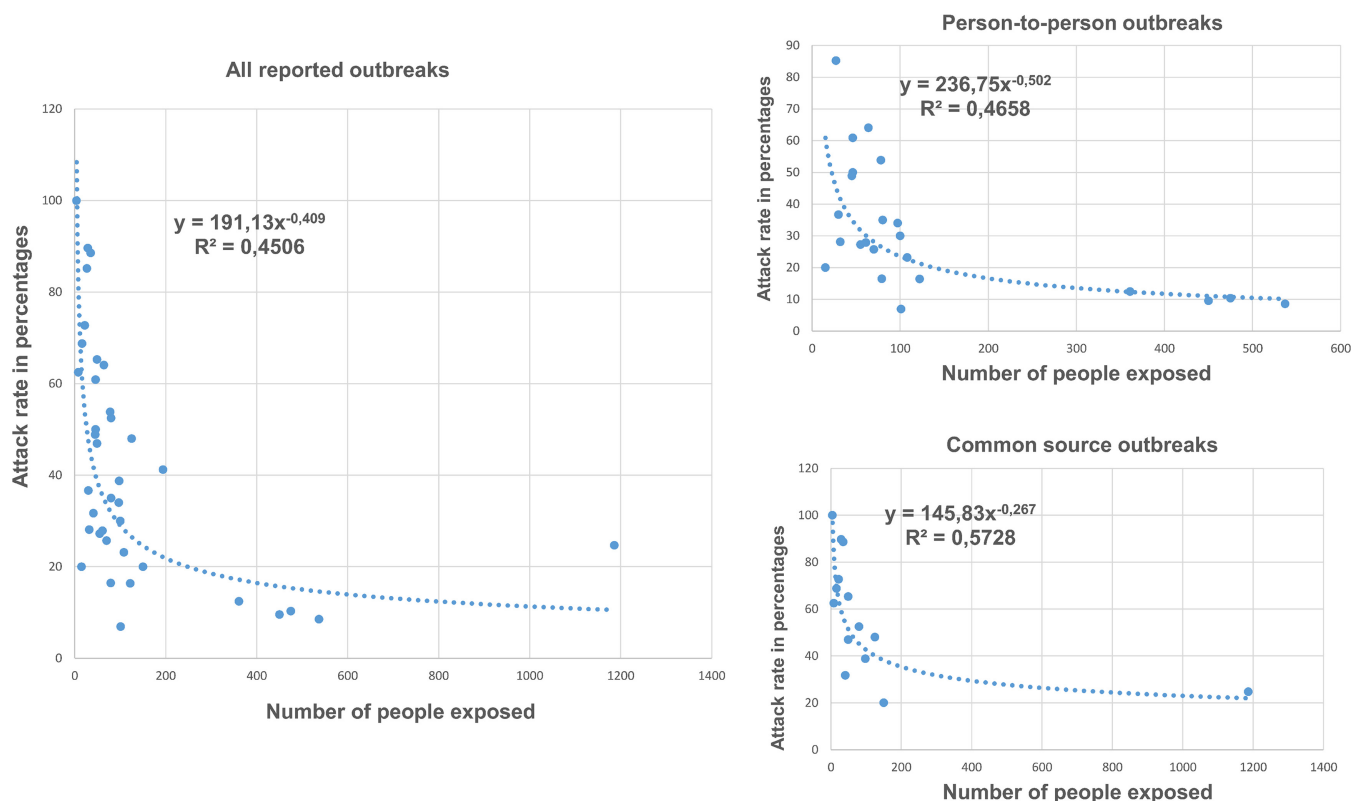 All reported outbreaks
Attack rate in percentages
120
100
80
60
40
20
0
y = 191,13x^-0,409
R² = 0,4506
0 200 400 600 800 1000 1200 1400
Number of people exposed
Person-to-person outbreaks
Attack rate in percentages
90
80
70
60
50
40
30
20
10
0
y = 236,75x^-0,502
R² = 0,4658
0 100 200 300 400 500 600
Number of people exposed
Common source outbreaks
Attack rate in percentages
120
100
80
60
40
20
0
y = 145,83x^-0,267
R² = 0,5728
0 200 400 600 800 1000 1200 1400
Number of people exposed